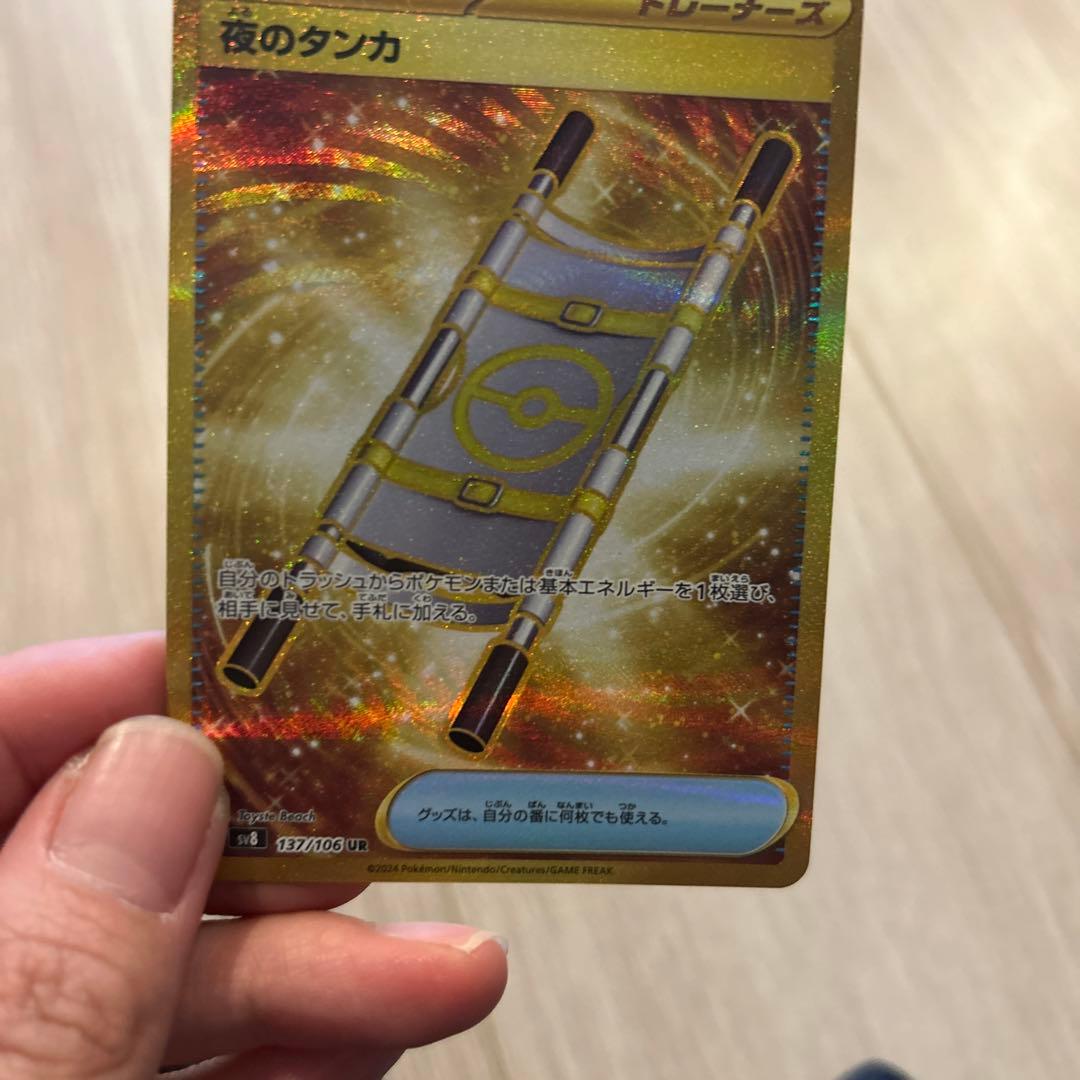 トレーナーズ
夜のタンカ
自分のトラッシュからポケモンまたは基本エネルギーを1枚選び、
相手に見せて、手札に加える。
グッズは、自分の番に何枚でも使える。
Toyste Beach
sv8 137/106 UR
©2024 Pokémon/Nintendo/Creatures/GAME FREAK